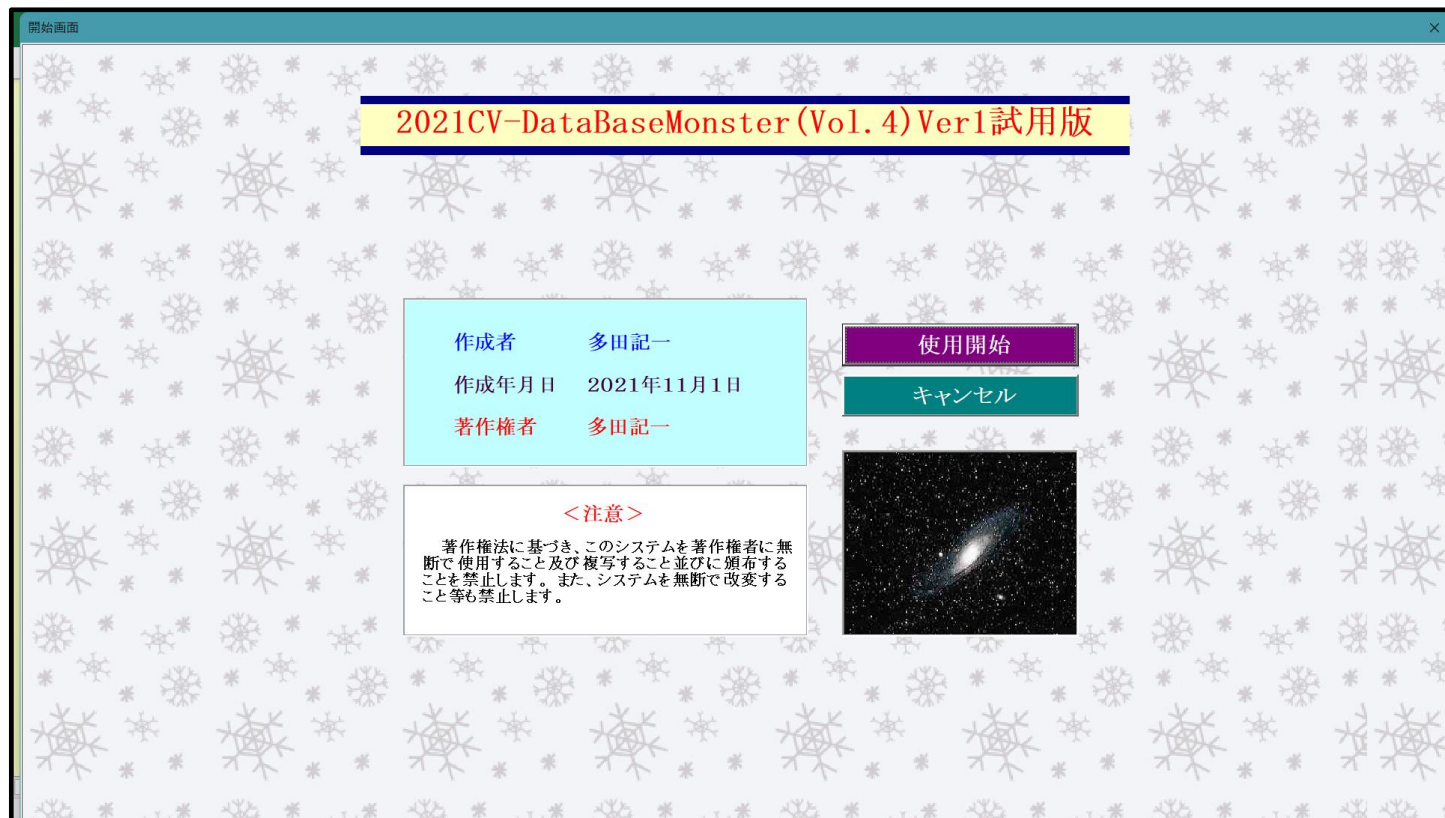 開始画面
2021CV-DataBaseMonster(Vol.4)Ver1試用版
作成者 多田記一
作成年月日 2021年11月1日
著作権者 多田記一
使用開始
キャンセル
＜注意＞
著作権法に基づき、このシステムを著作権者に無
断で使用すること及び複写すること並びに頒布する
ことを禁止します。また、システムを無断で改変する
こと等も禁止します。